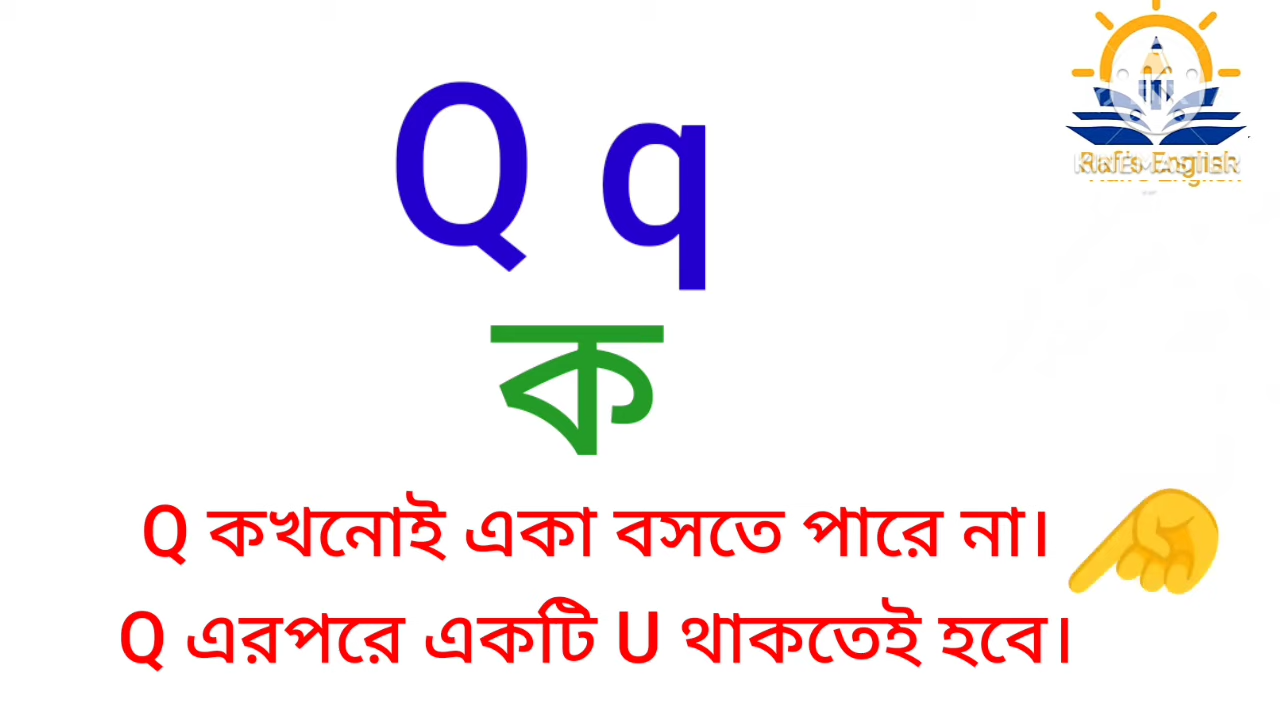 Q q
ক
Q কখনোই একা বসতে পারে না।
Q এরপরে একটি U থাকতেই হবে।